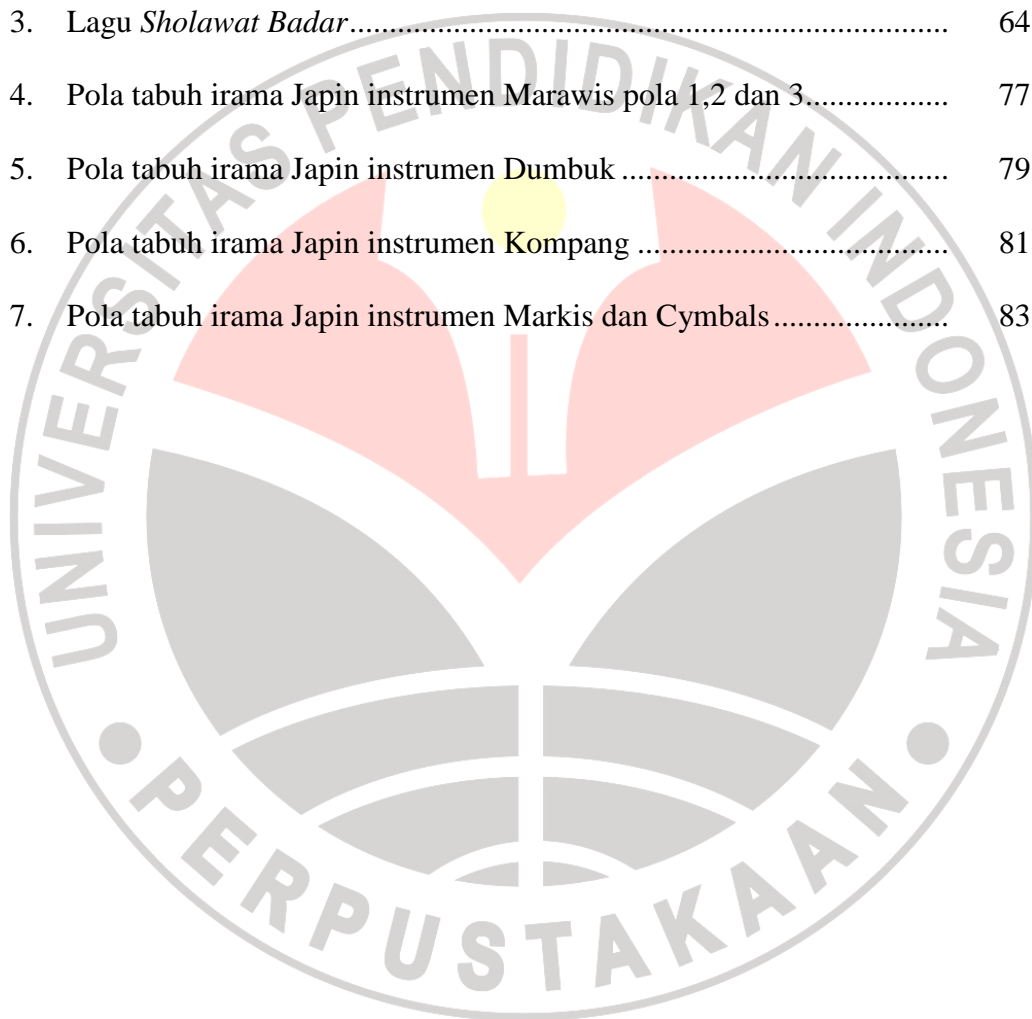 3. Lagu Sholawat Badar.................................................................... 64
4. Pola tabuh irama Japin instrumen Marawis pola 1,2 dan 3................. 77
5. Pola tabuh irama Japin instrumen Dumbuk ...................................... 79
6. Pola tabuh irama Japin instrumen Kompang .................................... 81
7. Pola tabuh irama Japin instrumen Markis dan Cymbals..................... 83
UNIVERSITAS PENDIDIKAN INDONESIA
PERPUSTAKAAN